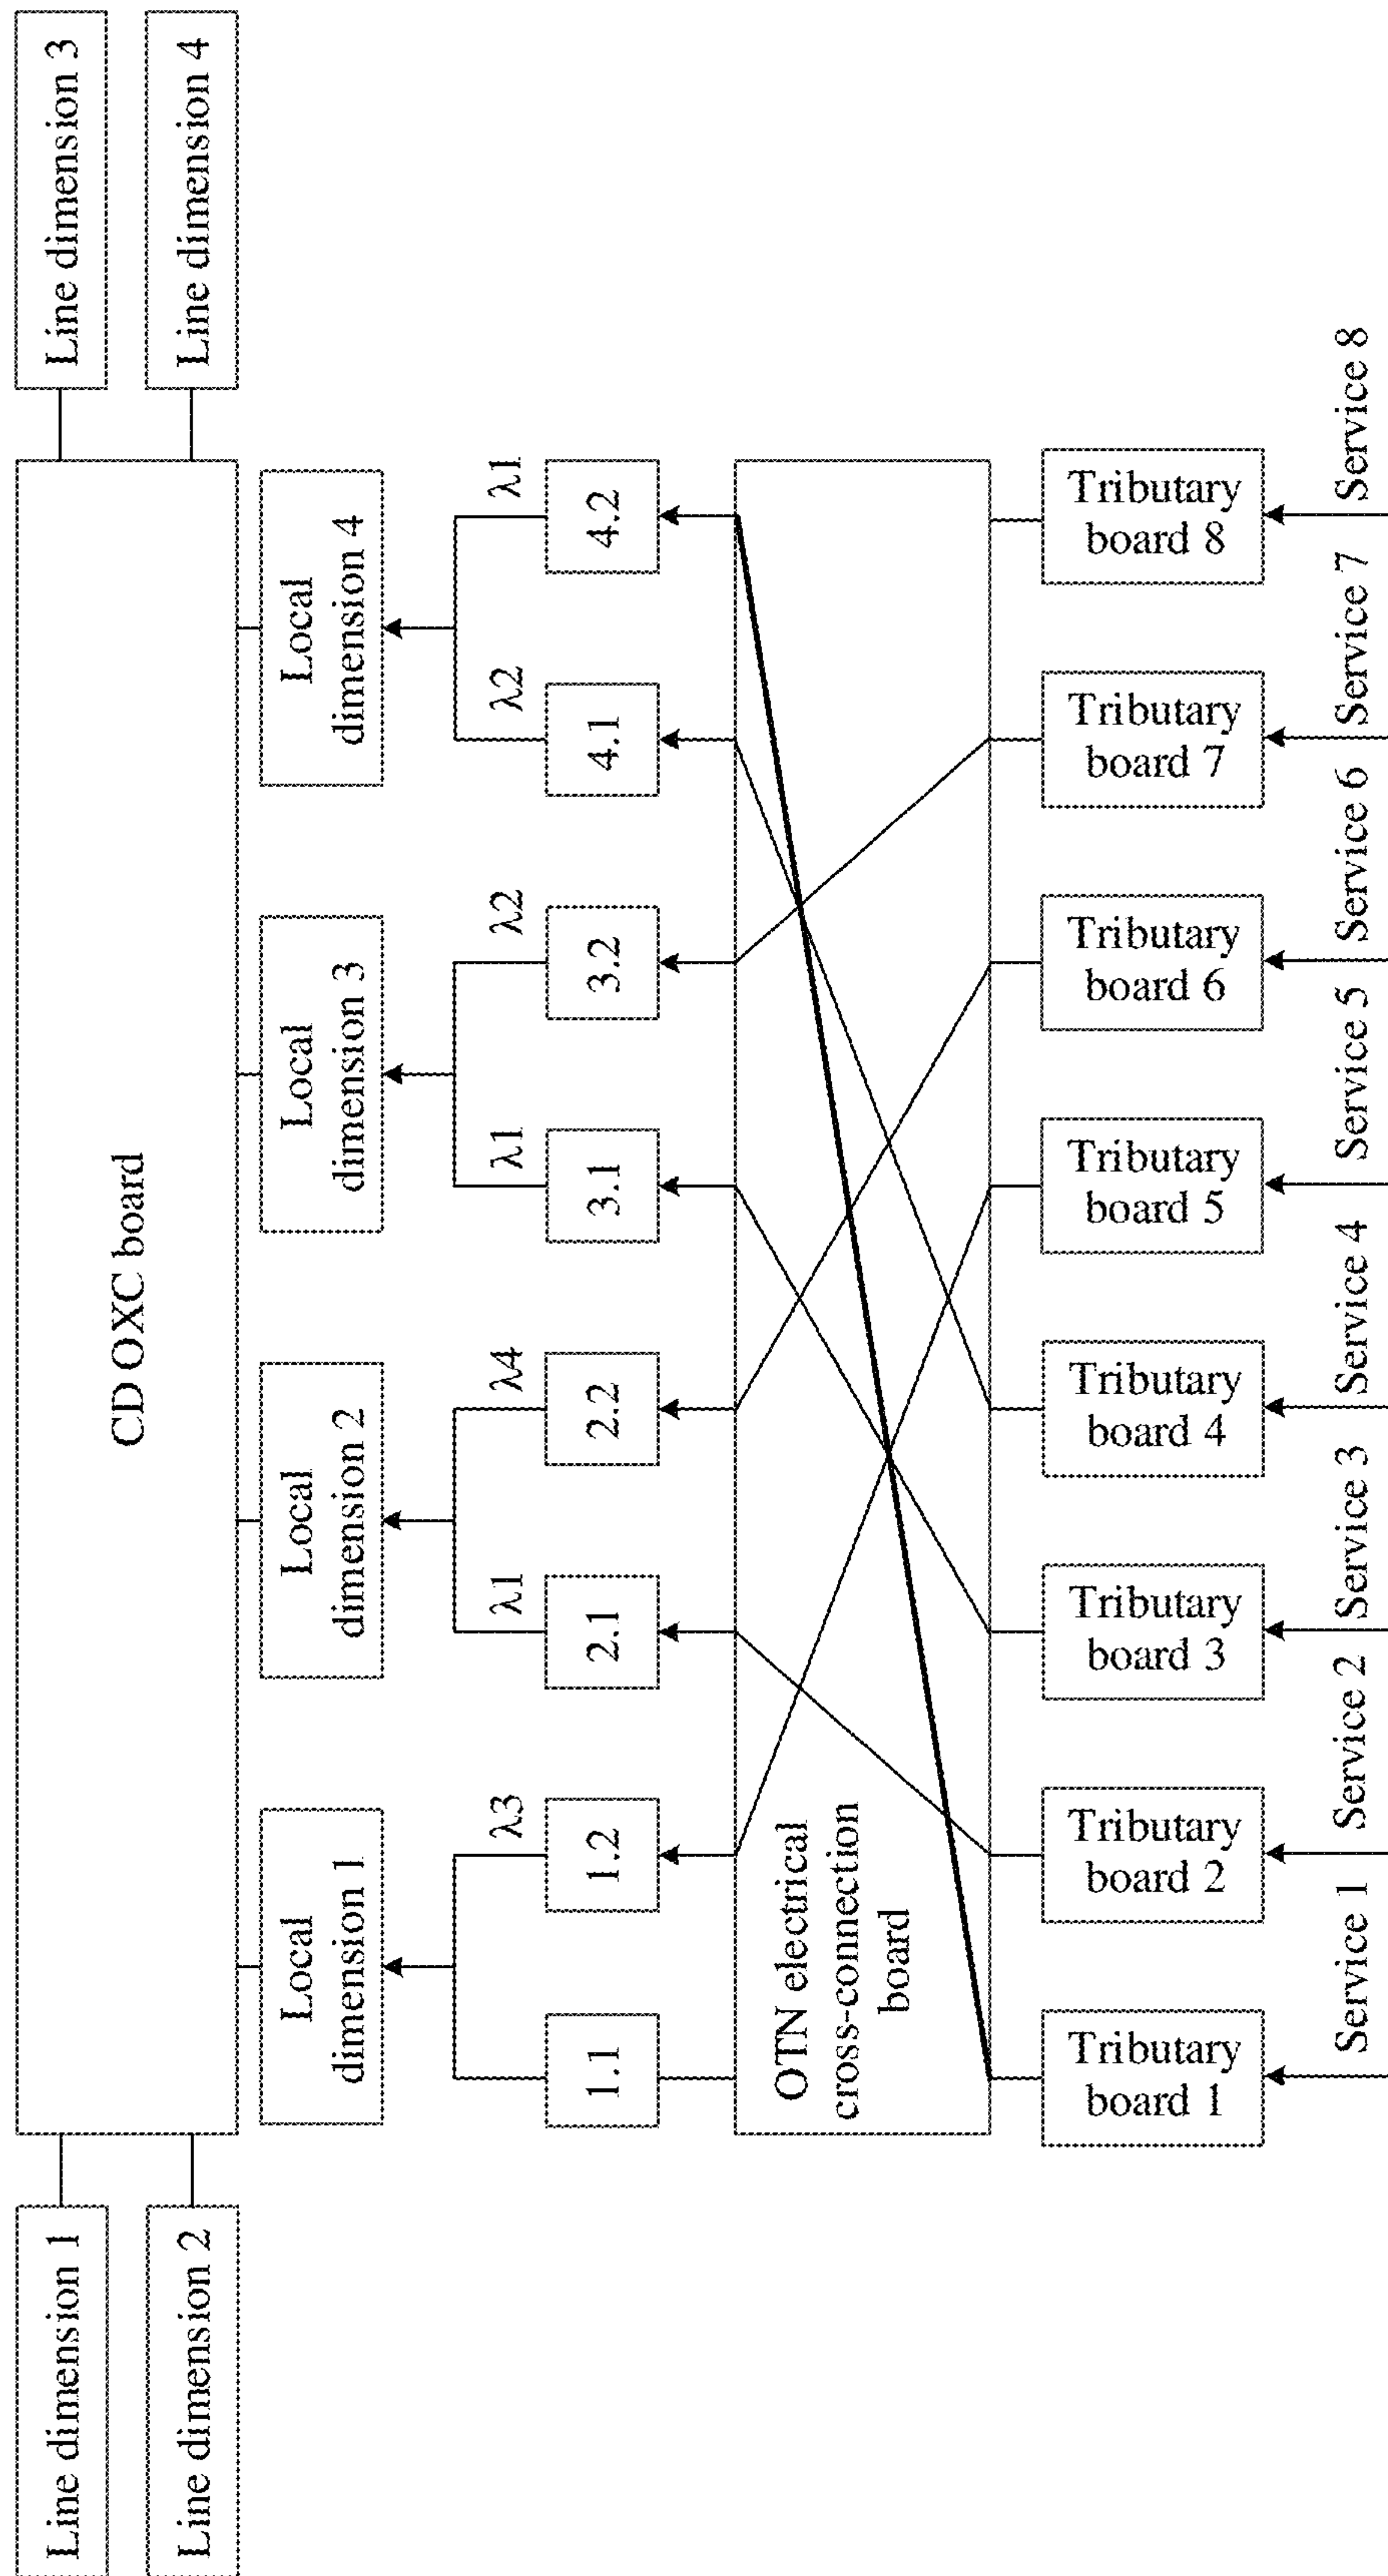 Line dimension 1
Line dimension 2
CD OXC board
Line dimension 3
Line dimension 4
Local
dimension 1
Local
dimension 2
Local
dimension 3
Local
dimension 4
λ3
λ1
λ4
λ1
λ2
λ2
λ1
1.1
1.2
2.1
2.2
3.1
3.2
4.1
4.2
OTN electrical
cross-connection
board
Tributary
board 1
Tributary
board 2
Tributary
board 3
Tributary
board 4
Tributary
board 5
Tributary
board 6
Tributary
board 7
Tributary
board 8
Service 1
Service 2
Service 3
Service 4
Service 5
Service 6
Service 7
Service 8